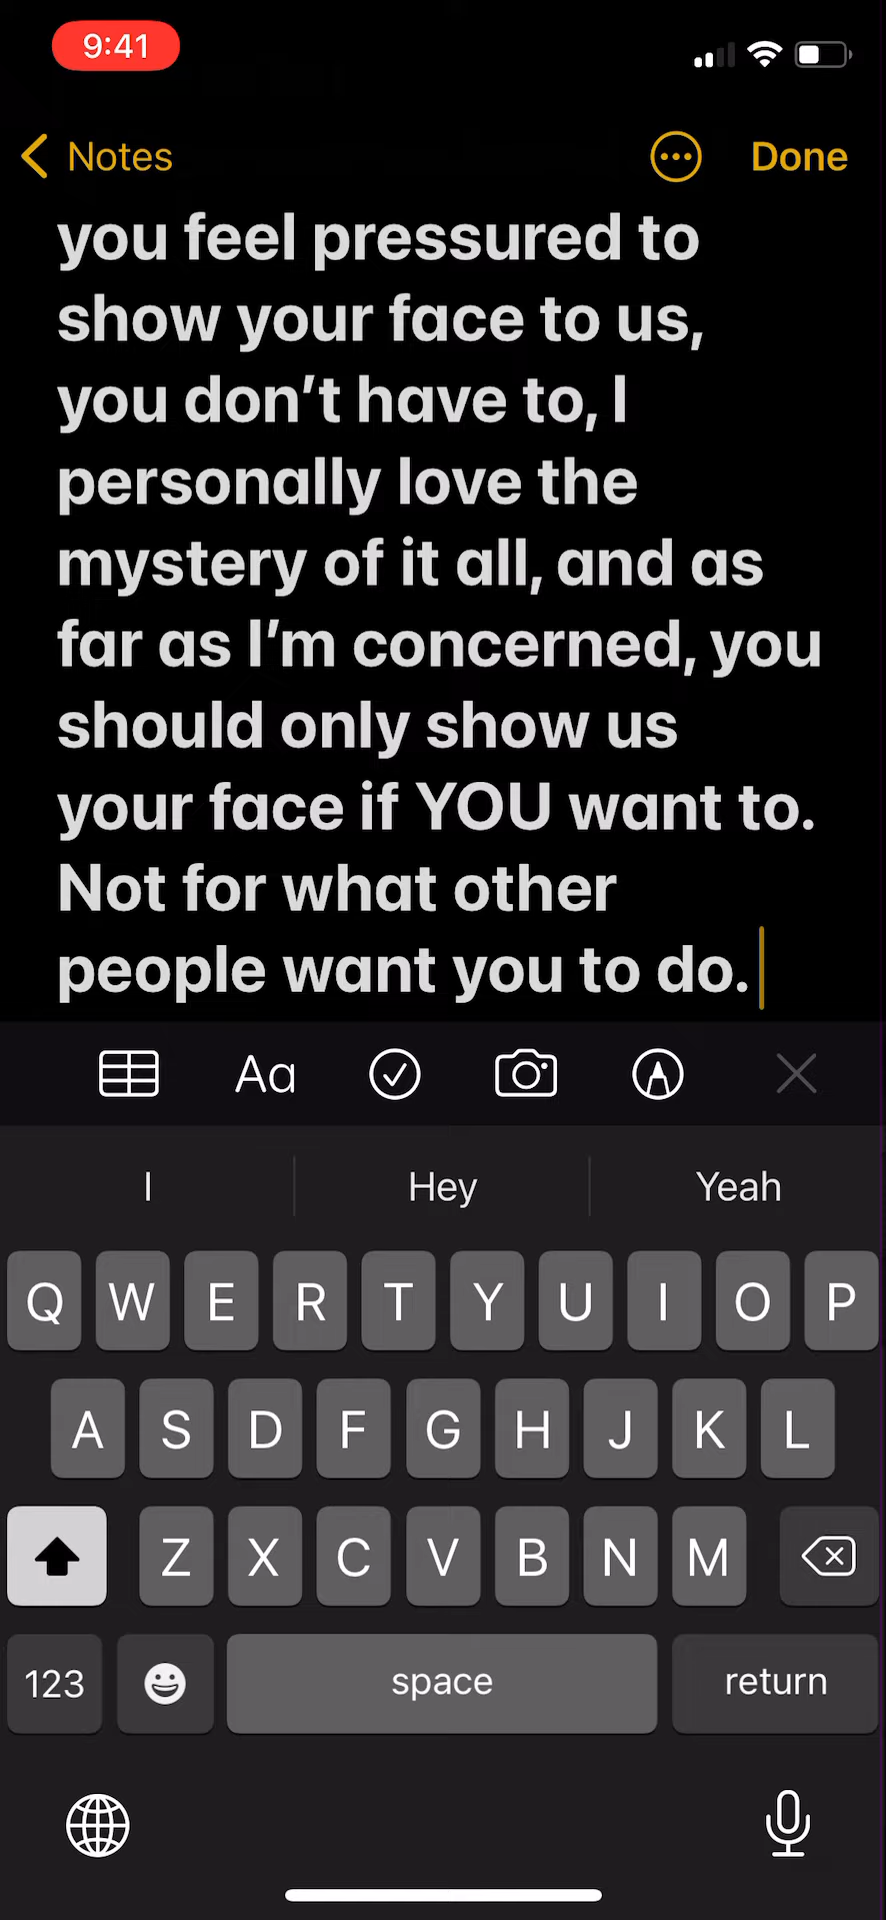 9:41
Notes
Done
you feel pressured to
show your face to us,
you don’t have to, I
personally love the
mystery of it all, and as
far as I’m concerned, you
should only show us
your face if YOU want to.
Not for what other
people want you to do.
Aa
I Hey Yeah
Q W E R T Y U I O P
A S D F G H J K L
Z X C V B N M
123 space return